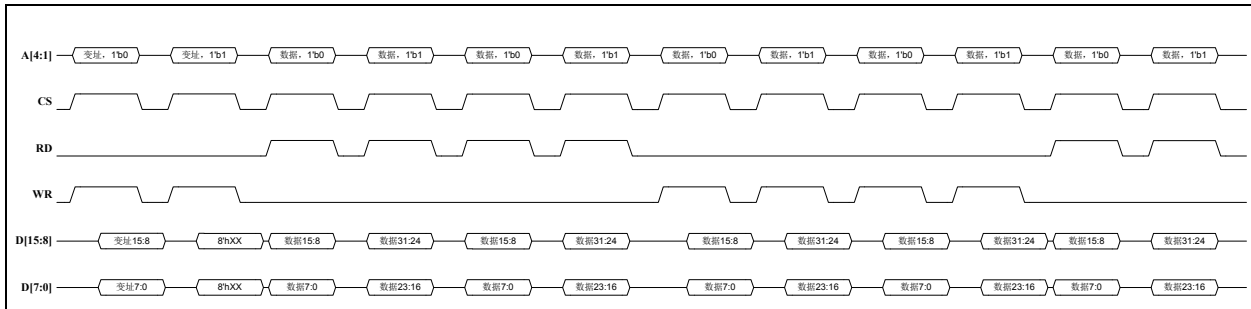 A[4:1] 变址，1'b0 变址，1'b1 数据，1'b0 数据，1'b1 数据，1'b0 数据，1'b1 数据，1'b0 数据，1'b1 数据，1'b0 数据，1'b1 数据，1'b0 数据，1'b1
CS
RD
WR
D[15:8] 变址15:8 8'hXX 数据15:8 数据31:24 数据15:8 数据31:24 数据15:8 数据31:24 数据15:8 数据31:24 数据15:8 数据31:24
D[7:0] 变址7:0 8'hXX 数据7:0 数据23:16 数据7:0 数据23:16 数据7:0 数据23:16 数据7:0 数据23:16 数据7:0 数据23:16